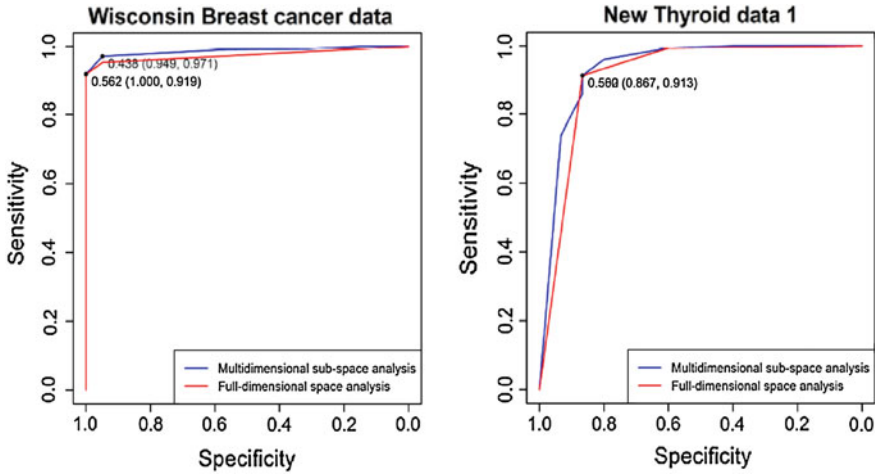 Wisconsin Breast cancer data
Sensitivity
1.0
0.8
0.6
0.4
0.2
0.0
0.438 (0.949, 0.971)
0.562 (1.000, 0.919)
Multidimensional sub-space analysis
Full-dimensional space analysis
1.0 0.8 0.6 0.4 0.2 0.0
Specificity
New Thyroid data 1
Sensitivity
1.0
0.8
0.6
0.4
0.2
0.0
(0.867, 0.913)
Multidimensional sub-space analysis
Full-dimensional space analysis
1.0 0.8 0.6 0.4 0.2 0.0
Specificity